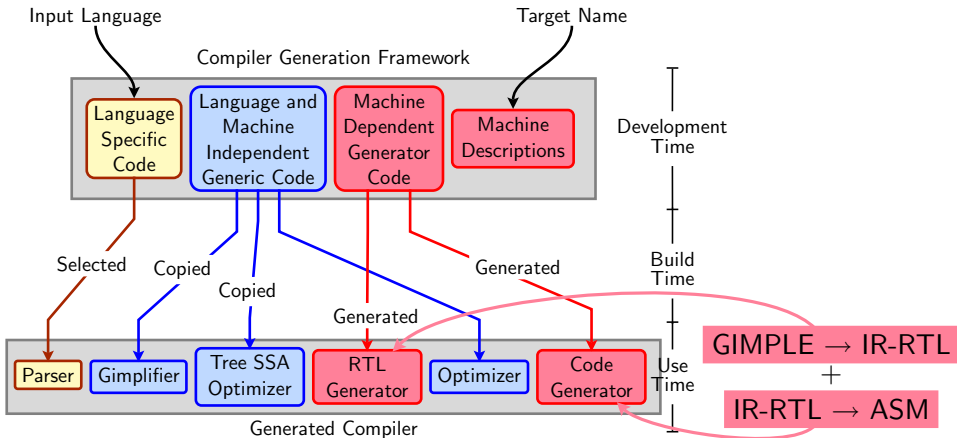 Input Language
Target Name
Compiler Generation Framework
Language
Specific
Code
Language and
Machine
Independent
Generic Code
Machine
Dependent
Generator
Code
Machine
Descriptions
Development
Time
Selected
Copied
Copied
Generated
Generated
Build
Time
Parser
Gimplifier
Tree SSA
Optimizer
RTL
Generator
Optimizer
Code
Generator
Use
Time
GIMPLE → IR-RTL
+
IR-RTL → ASM
Generated Compiler